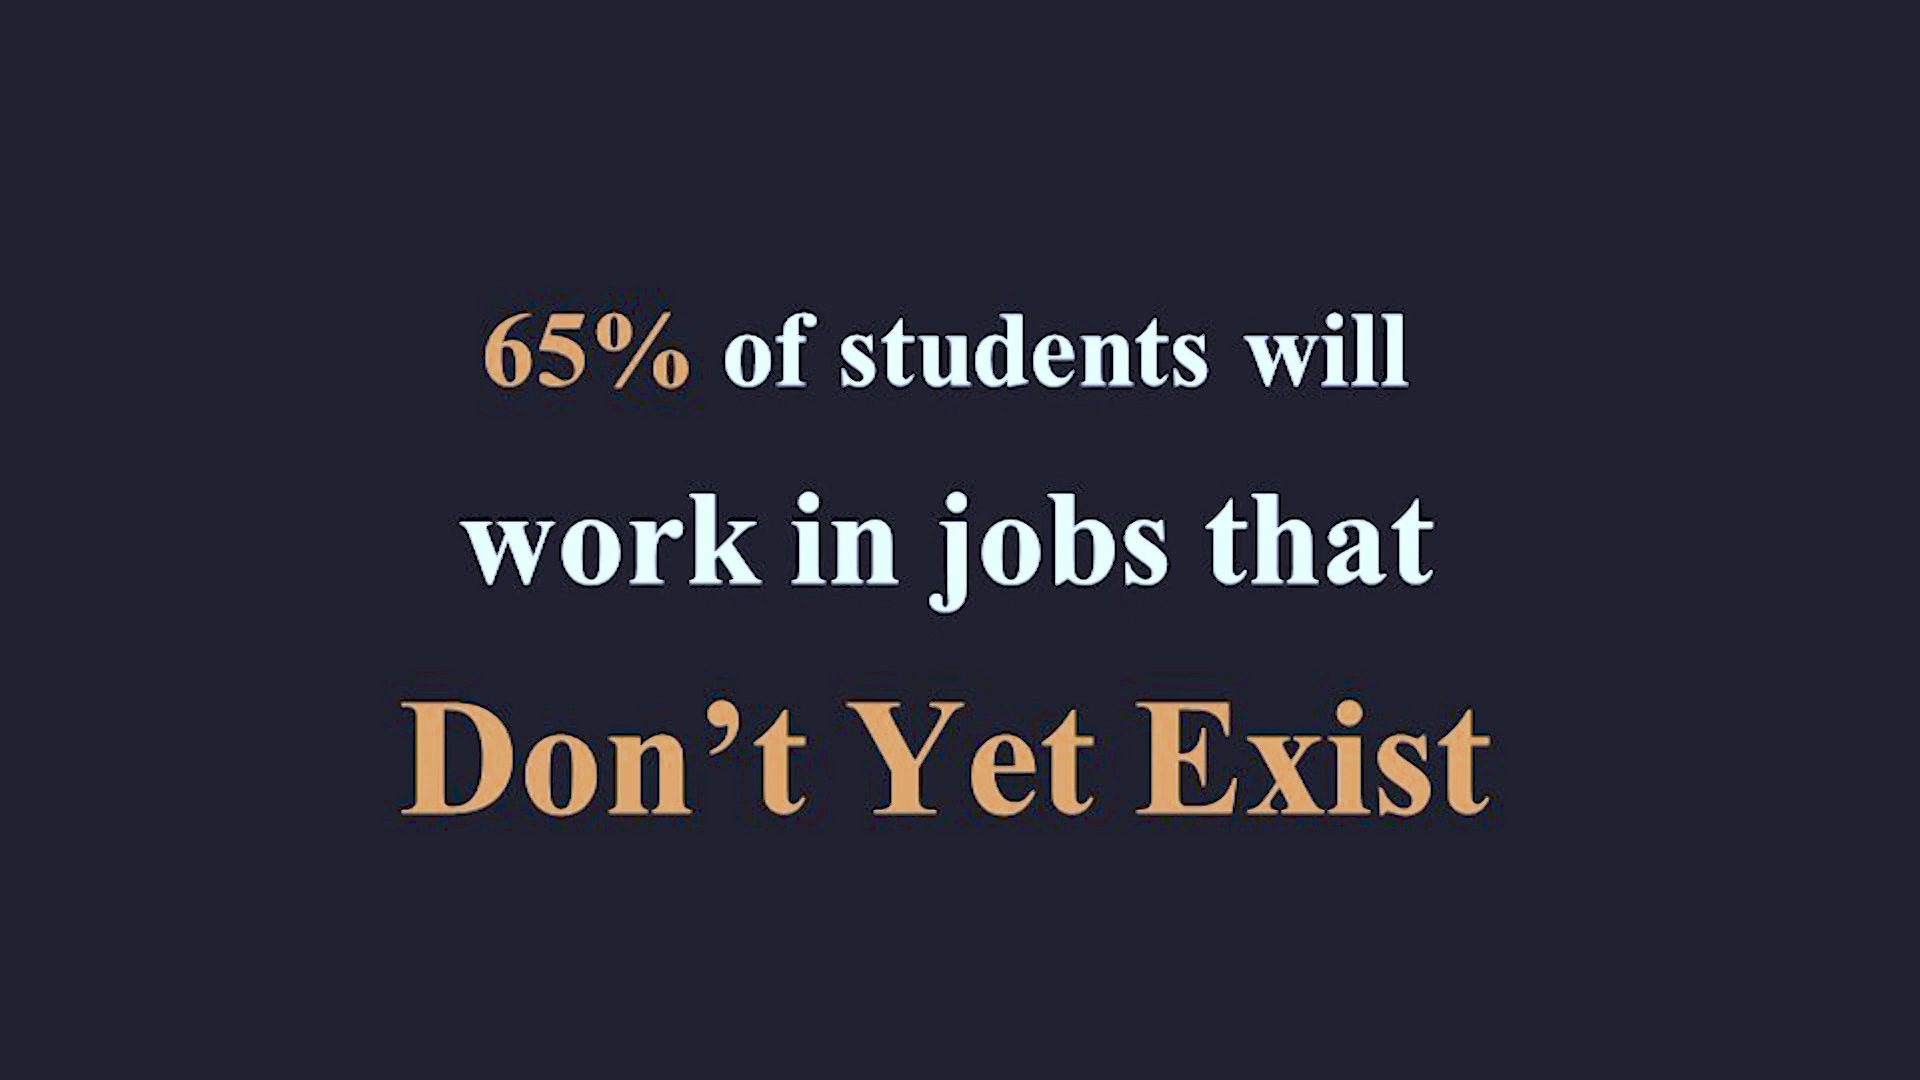 65% of students will
work in jobs that
Don’t Yet Exist